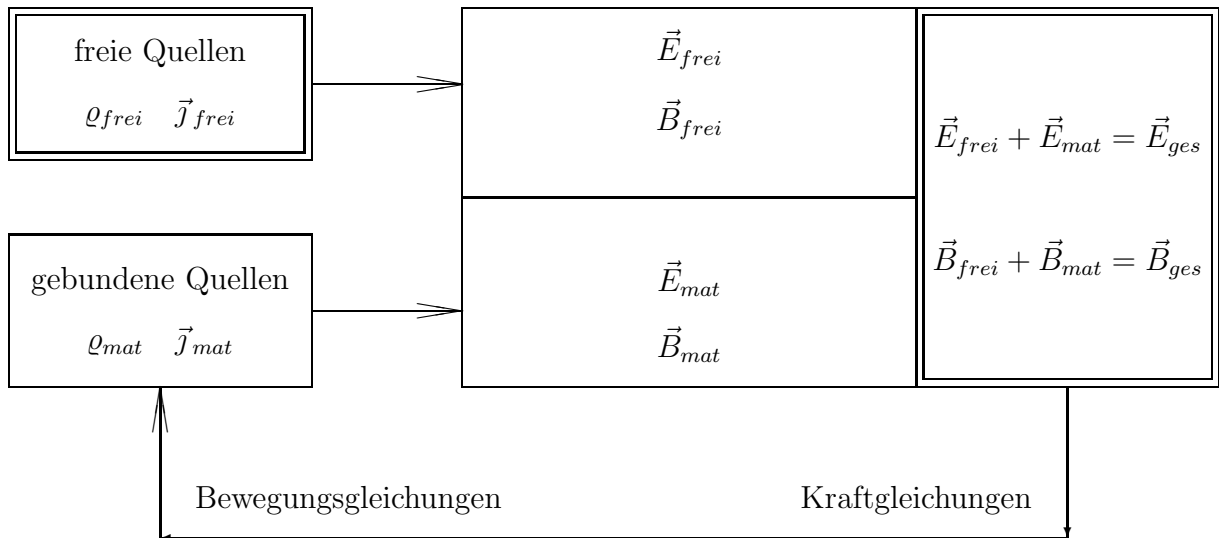 freie Quellen
ϱ_frei   j⃗_frei
E⃗_frei
B⃗_frei
E⃗_frei + E⃗_mat = E⃗_ges
B⃗_frei + B⃗_mat = B⃗_ges
gebundene Quellen
ϱ_mat   j⃗_mat
E⃗_mat
B⃗_mat
Bewegungsgleichungen
Kraftgleichungen